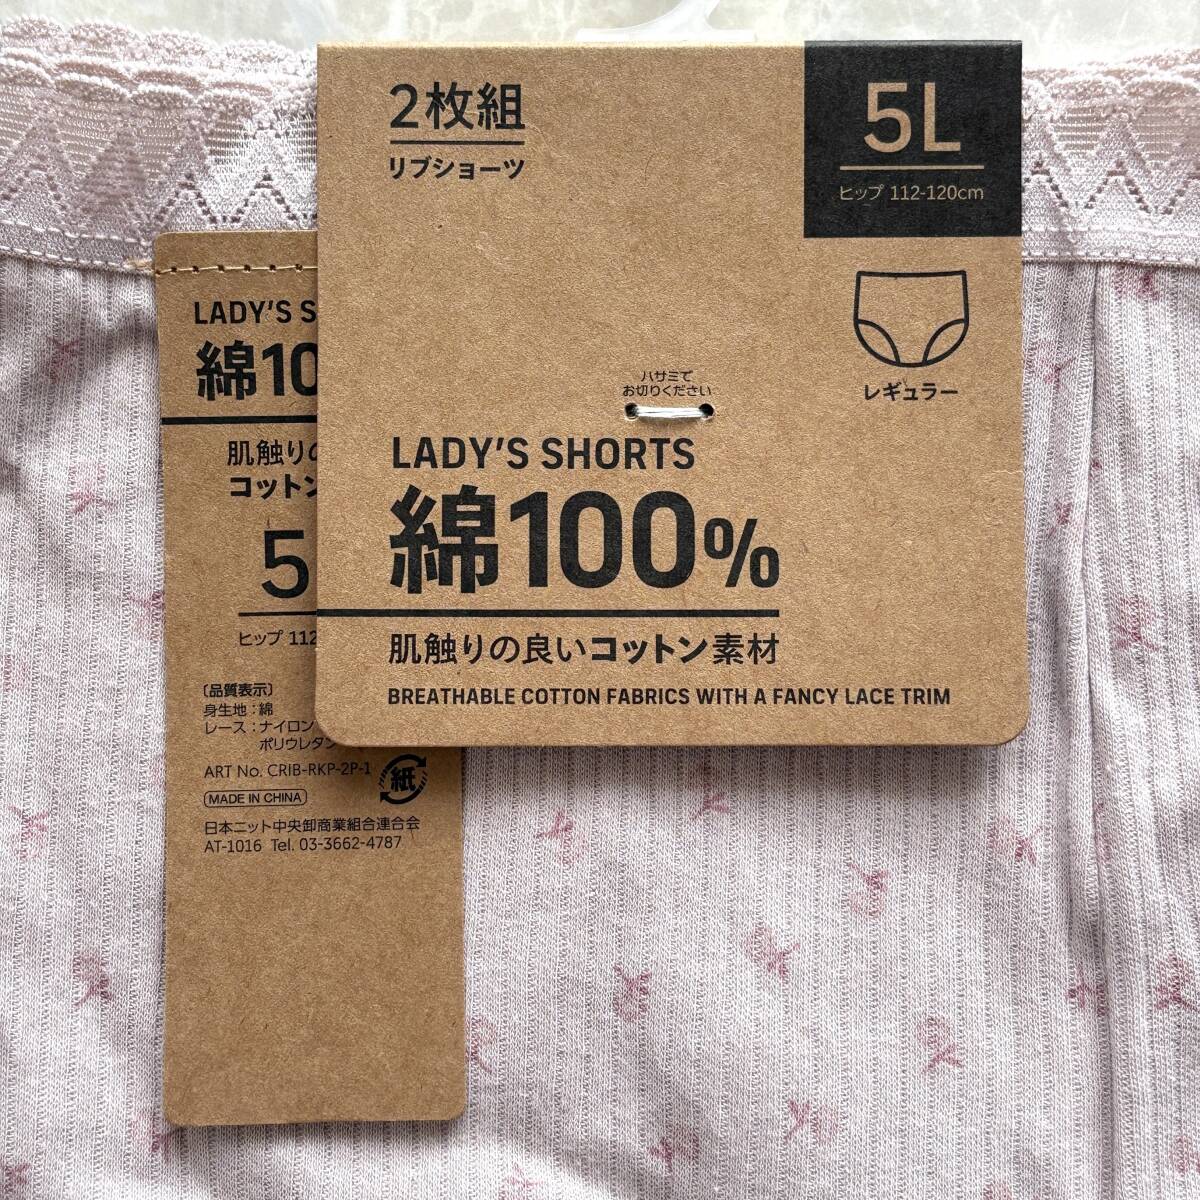 2枚組
リブショーツ
5L
ヒップ 112-120cm
レギュラー
ハサミで
お切りください
LADY'S SHORTS
綿100%
肌触りの良いコットン素材
BREATHABLE COTTON FABRICS WITH A FANCY LACE TRIM
LADY'S S
綿10
肌触りの
コットン
5
ヒップ 112
〔品質表示〕
身生地:綿
レース:ナイロン
ポリウレタン
ART No. CRIB-RKP-2P-1
紙
MADE IN CHINA
日本ニット中央卸商業組合連合会
AT-1016 Tel. 03-3662-4787